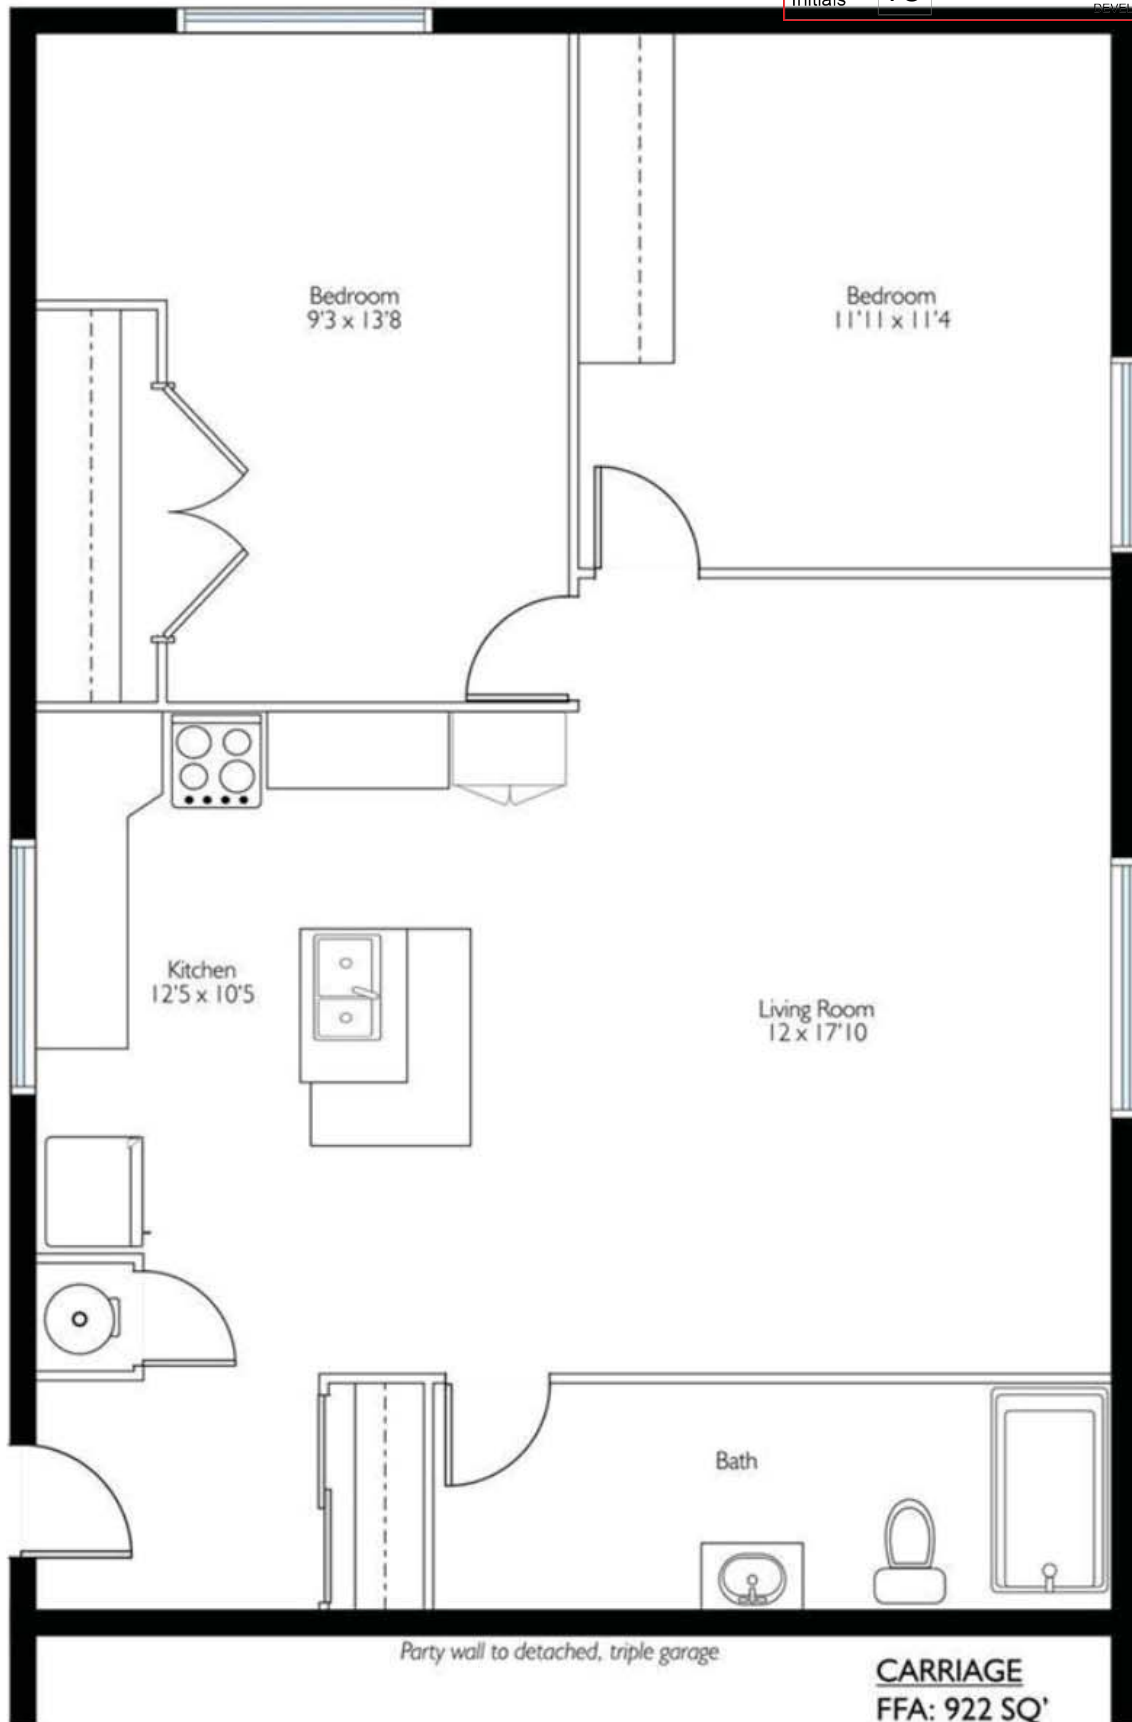 Initials
Bedroom
9'3 x 13'8
Bedroom
11'11 x 11'4
Kitchen
12'5 x 10'5
Living Room
12 x 17'10
Bath
Party wall to detached, triple garage
CARRIAGE
FFA: 922 SQ'